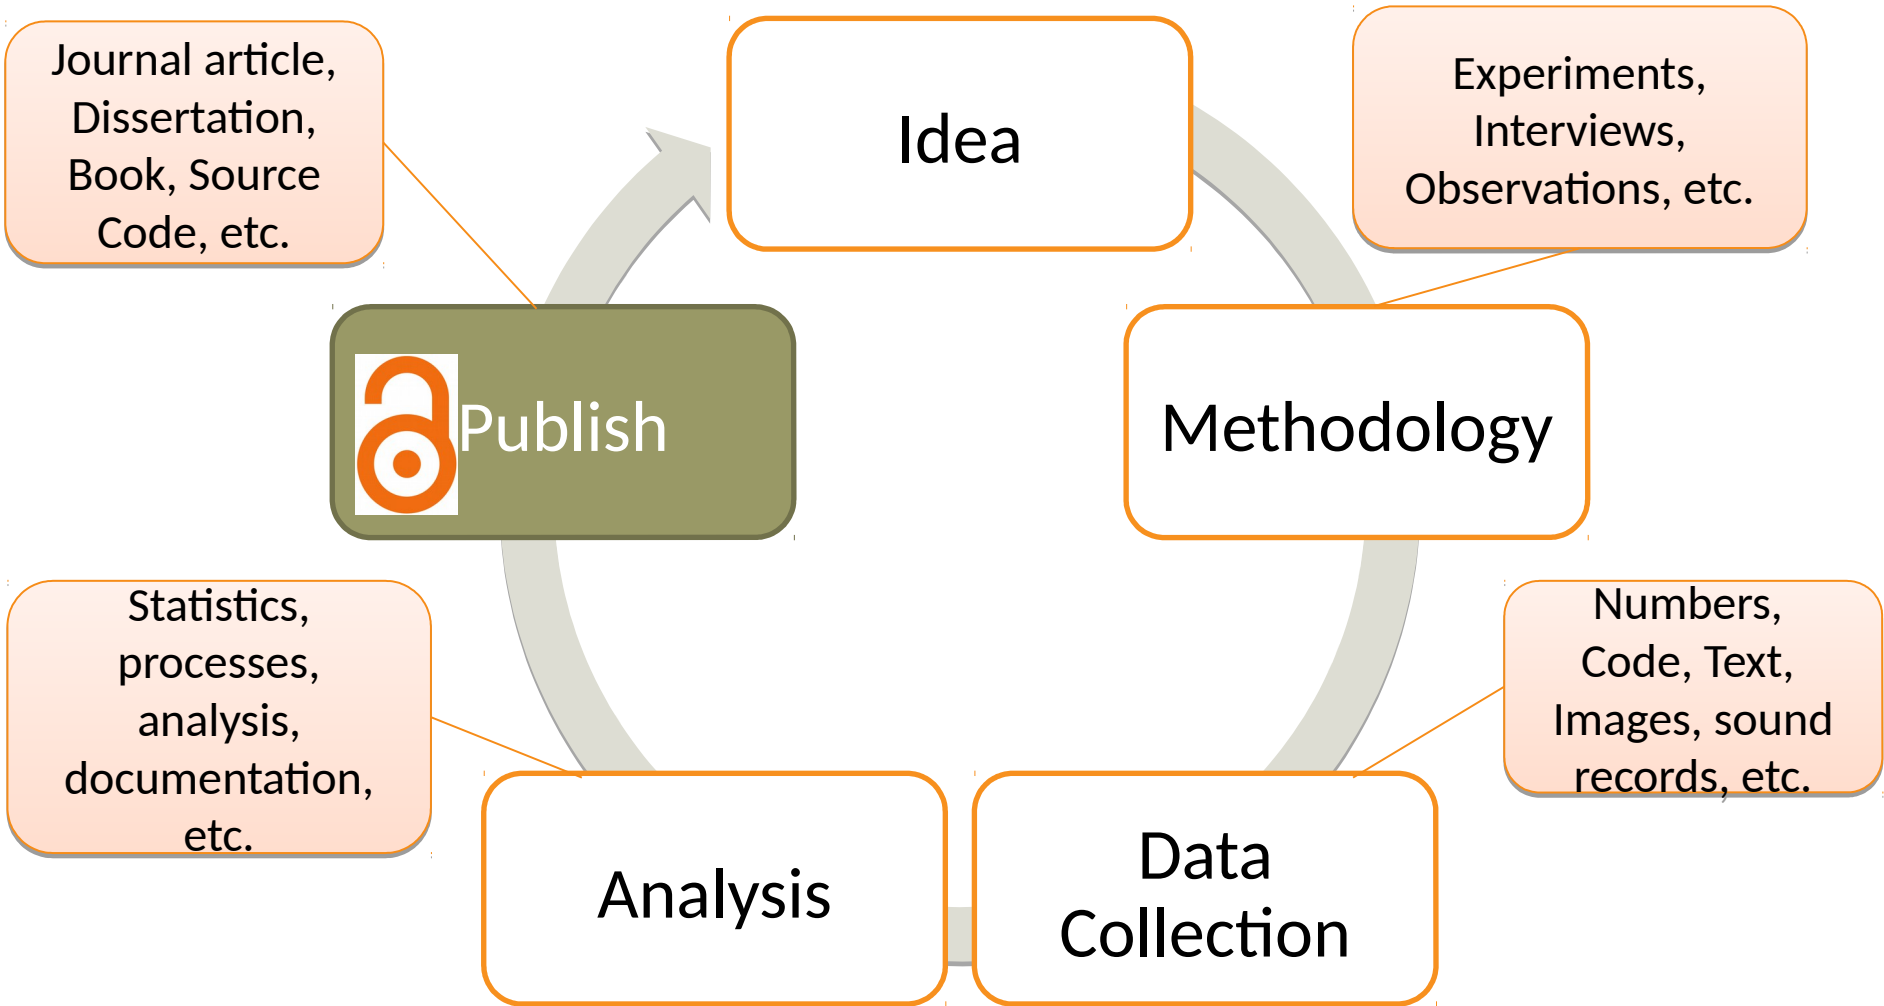 Journal article,
Dissertation,
Book, Source
Code, etc.
Idea
Experiments,
Interviews,
Observations, etc.
Publish
Methodology
Statistics,
processes,
analysis,
documentation,
etc.
Numbers,
Code, Text,
Images, sound
records, etc.
Analysis
Data
Collection